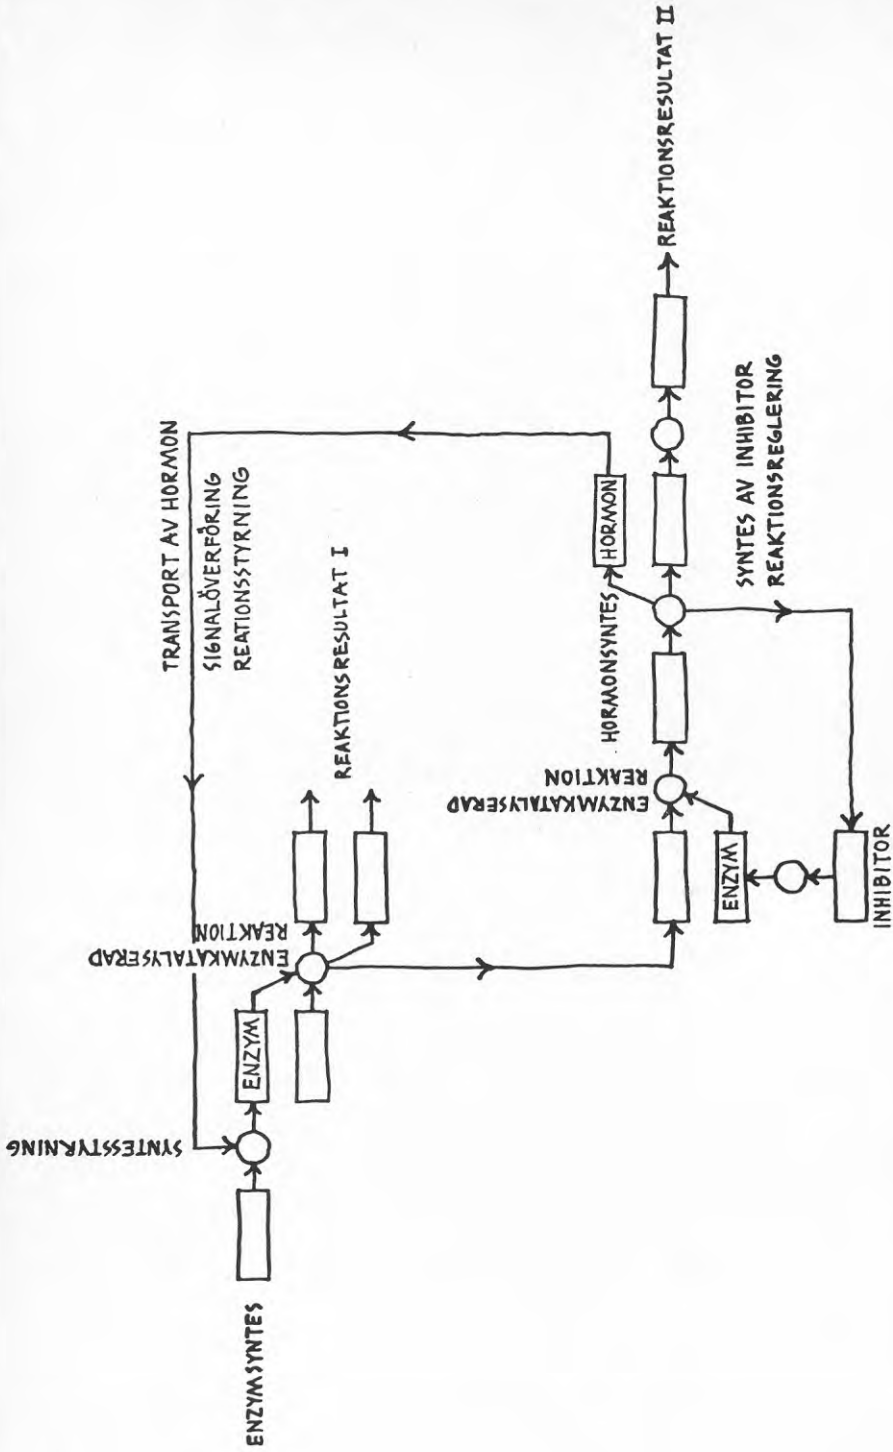 TRANSPORT AV HORMON
SIGNALÖVERFÖRING
REATIONSSTYRNING
SYNTESSTYRNING
ENZYMSYNTES
ENZYM
ENZYMKATALYSERAD
REAKTION
REAKTIONSRESULTAT I
HORMONSYNTES
HORMON
ENZYMKATALYSERAD
REAKTION
REAKTIONSRESULTAT II
ENZYM
INHIBITOR
SYNTES AV INHIBITOR
REAKTIONSREGLERING